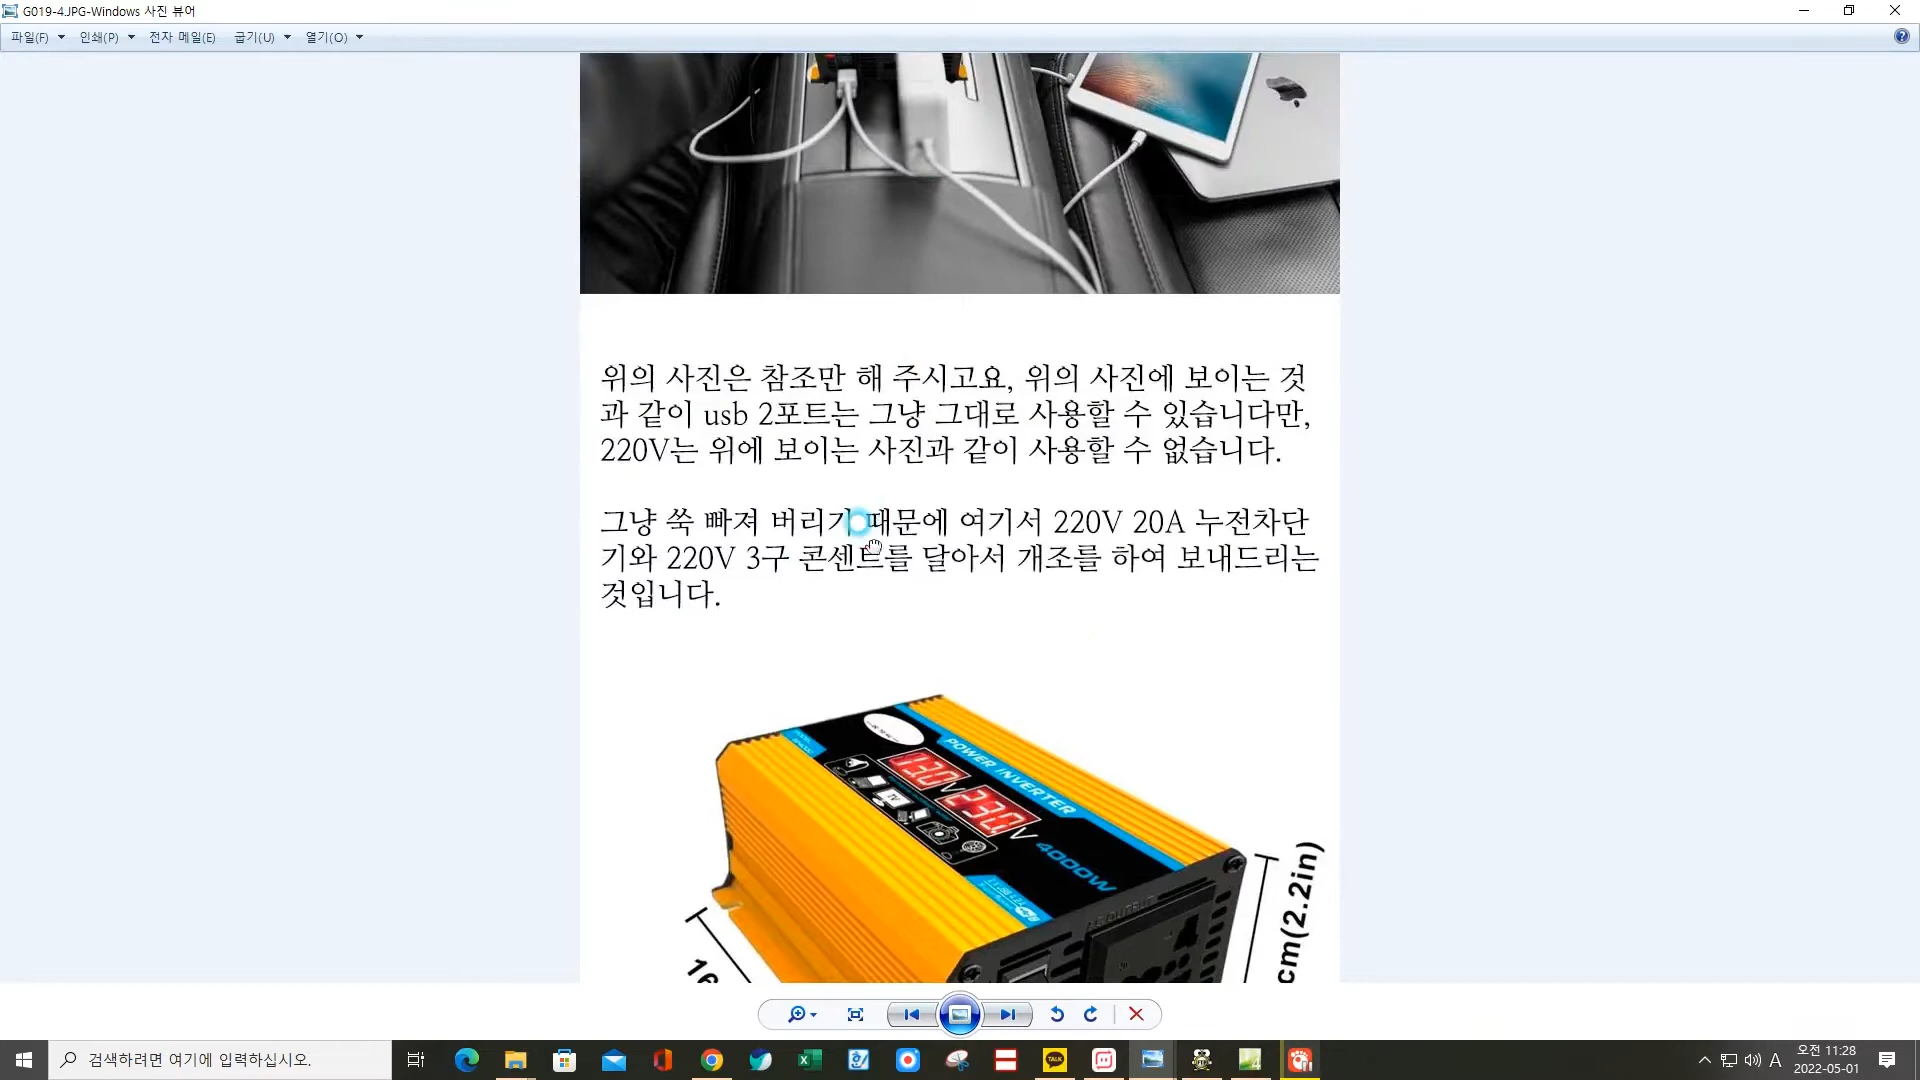 G019-4.JPG-Windows 사진 뷰어
파일(F) 인쇄(P) 전자 메일(E) 굽기(U) 열기(O)
위의 사진은 참조만 해 주시고요, 위의 사진에 보이는 것
과 같이 usb 2포트는 그냥 그대로 사용할 수 있습니다만,
220V는 위에 보이는 사진과 같이 사용할 수 없습니다.
그냥 쑥 빠져 버리기 때문에 여기서 220V 20A 누전차단
기와 220V 3구 콘센트를 달아서 개조를 하여 보내드리는
것입니다.
POWER INVERTER
13.0 V
230. V
TV
4000W
AC OUTPUT
16
cm(2.2in)
검색하려면 여기에 입력하십시오.
TALK
A
오전 11:28
2022-05-01